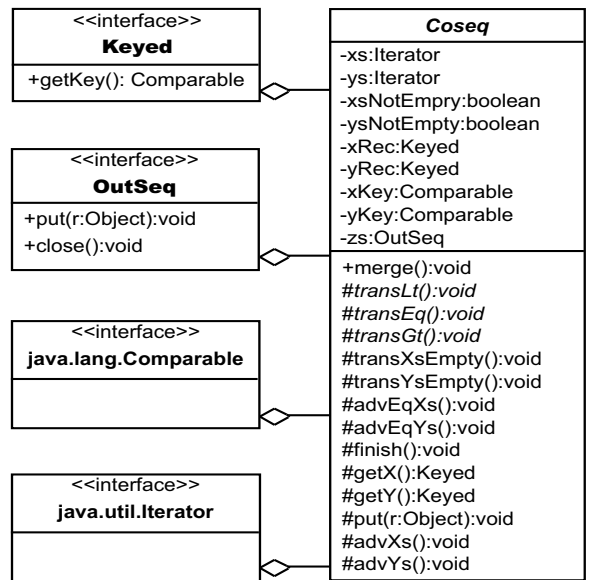 <<interface>>
Keyed
+getKey(): Comparable
<<interface>>
OutSeq
+put(r:Object):void
+close():void
<<interface>>
java.lang.Comparable
<<interface>>
java.util.Iterator
Coseq
-xs:Iterator
-ys:Iterator
-xsNotEmpry:boolean
-ysNotEmpty:boolean
-xRec:Keyed
-yRec:Keyed
-xKey:Comparable
-yKey:Comparable
-zs:OutSeq
+merge():void
#transLt():void
#transEq():void
#transGt():void
#transXsEmpty():void
#transYsEmpty():void
#advEqXs():void
#advEqYs():void
#finish():void
#getX():Keyed
#getY():Keyed
#put(r:Object):void
#advXs():void
#advYs():void